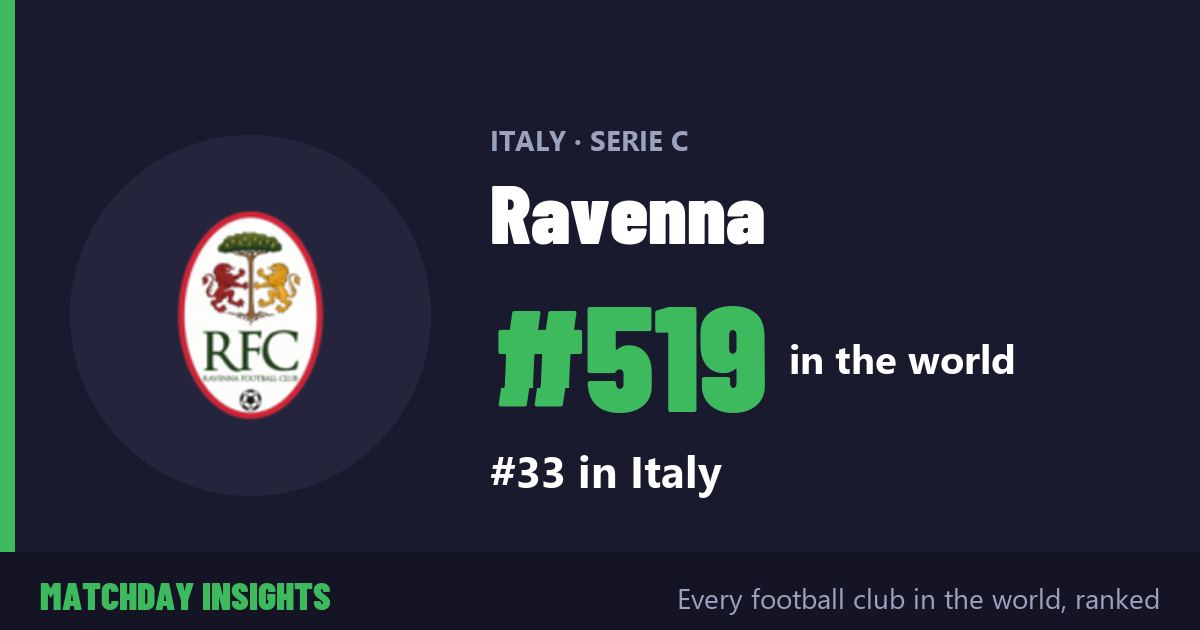 ITALY · SERIE C
Ravenna
#519 in the world
#33 in Italy
RFC
RAVENNA FOOTBALL CLUB
MATCHDAY INSIGHTS
Every football club in the world, ranked